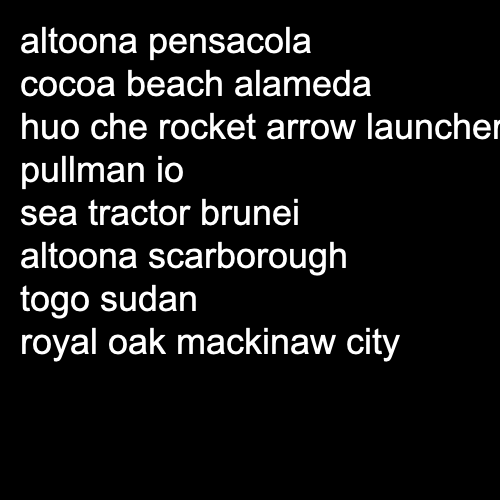 altoona pensacola
cocoa beach alameda
huo che rocket arrow launcher
pullman io
sea tractor brunei
altoona scarborough
togo sudan
royal oak mackinaw city